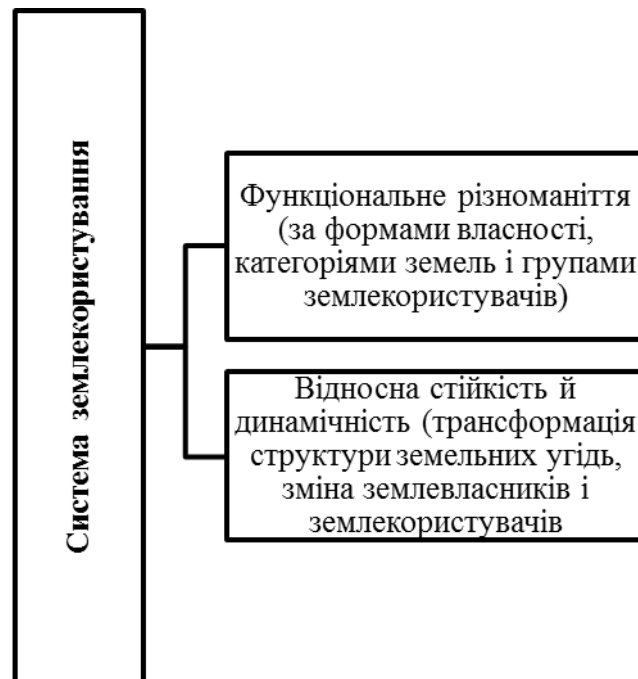 Система землекористування
Функціональне різноманіття
(за формами власності,
категоріями земель і групами
землекористувачів)
Відносна стійкість й
динамічність (трансформація
структури земельних угідь,
зміна землевласників і
землекористувачів